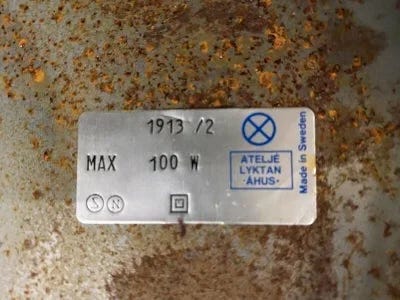 1913 /2
MAX 100 W
ATELJÉ
LYKTAN
·ÅHUS·
Made in Sweden
S N